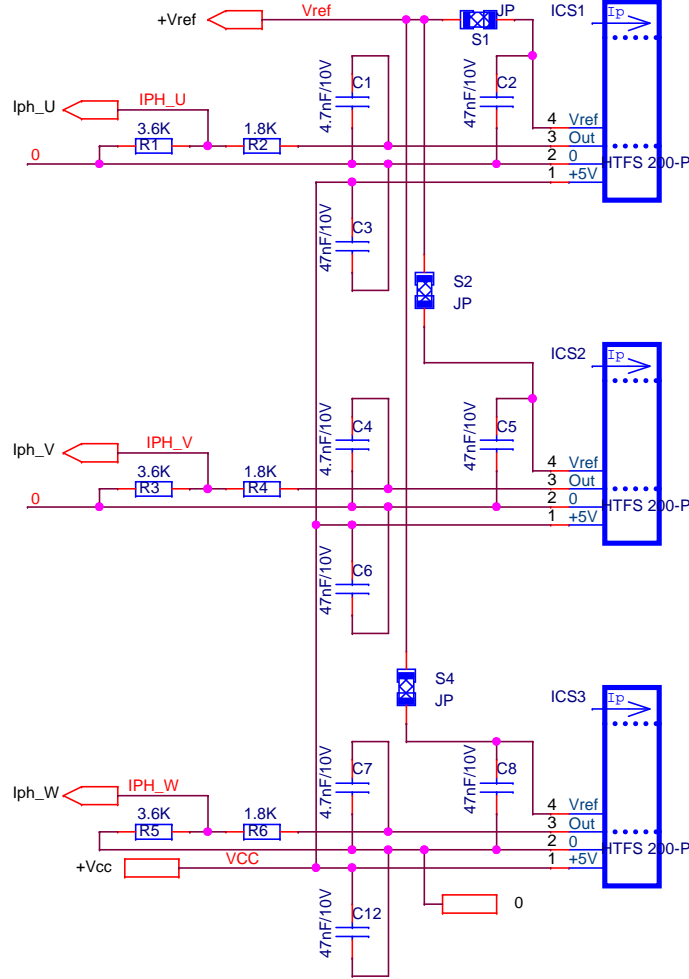 +Vref Vref JP ICS1 Ip
S1
C1 C2
4.7nF/10V 47nF/10V
Iph_U IPH_U
4 Vref
3.6K 1.8K 3 Out
R1 R2
0 2 0 HTFS 200-P
1 +5V
C3
47nF/10V
S2
JP
ICS2 Ip
C4 C5
4.7nF/10V 47nF/10V
Iph_V IPH_V
4 Vref
3.6K 1.8K 3 Out
R3 R4
0 2 0 HTFS 200-P
1 +5V
C6
47nF/10V
S4
JP
ICS3 Ip
C7 C8
4.7nF/10V 47nF/10V
Iph_W IPH_W
4 Vref
3.6K 1.8K 3 Out
R5 R6
2 0 HTFS 200-P
+Vcc VCC 1 +5V
0
C12
47nF/10V